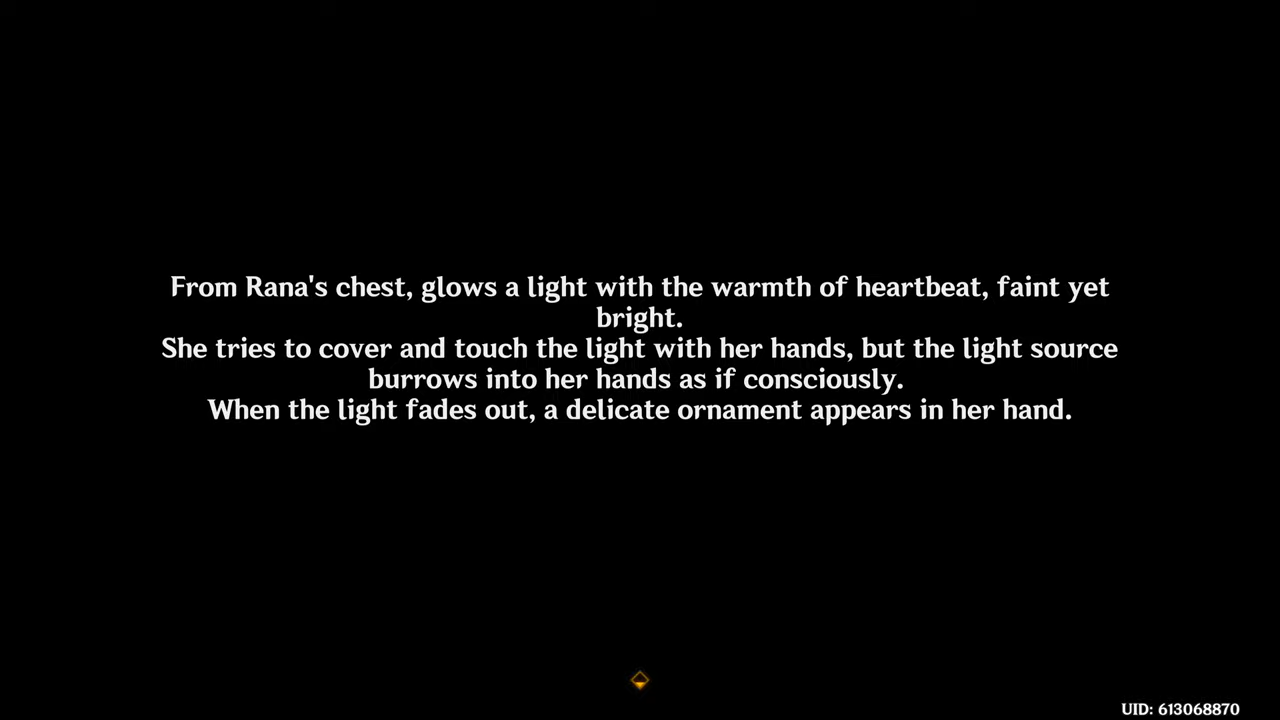 From Rana's chest, glows a light with the warmth of heartbeat, faint yet
bright.
She tries to cover and touch the light with her hands, but the light source
burrows into her hands as if consciously.
When the light fades out, a delicate ornament appears in her hand.
UID: 613068870